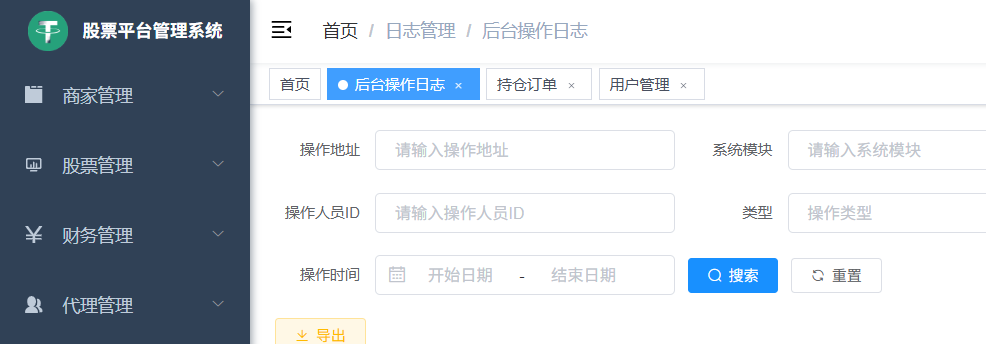 股票平台管理系统
首页 / 日志管理 / 后台操作日志
首页 后台操作日志 × 持仓订单 × 用户管理 ×
商家管理
股票管理
财务管理
代理管理
操作地址 请输入操作地址 系统模块 请输入系统模块
操作人员ID 请输入操作人员ID 类型 操作类型
操作时间 开始日期 - 结束日期 搜索 重置
导出